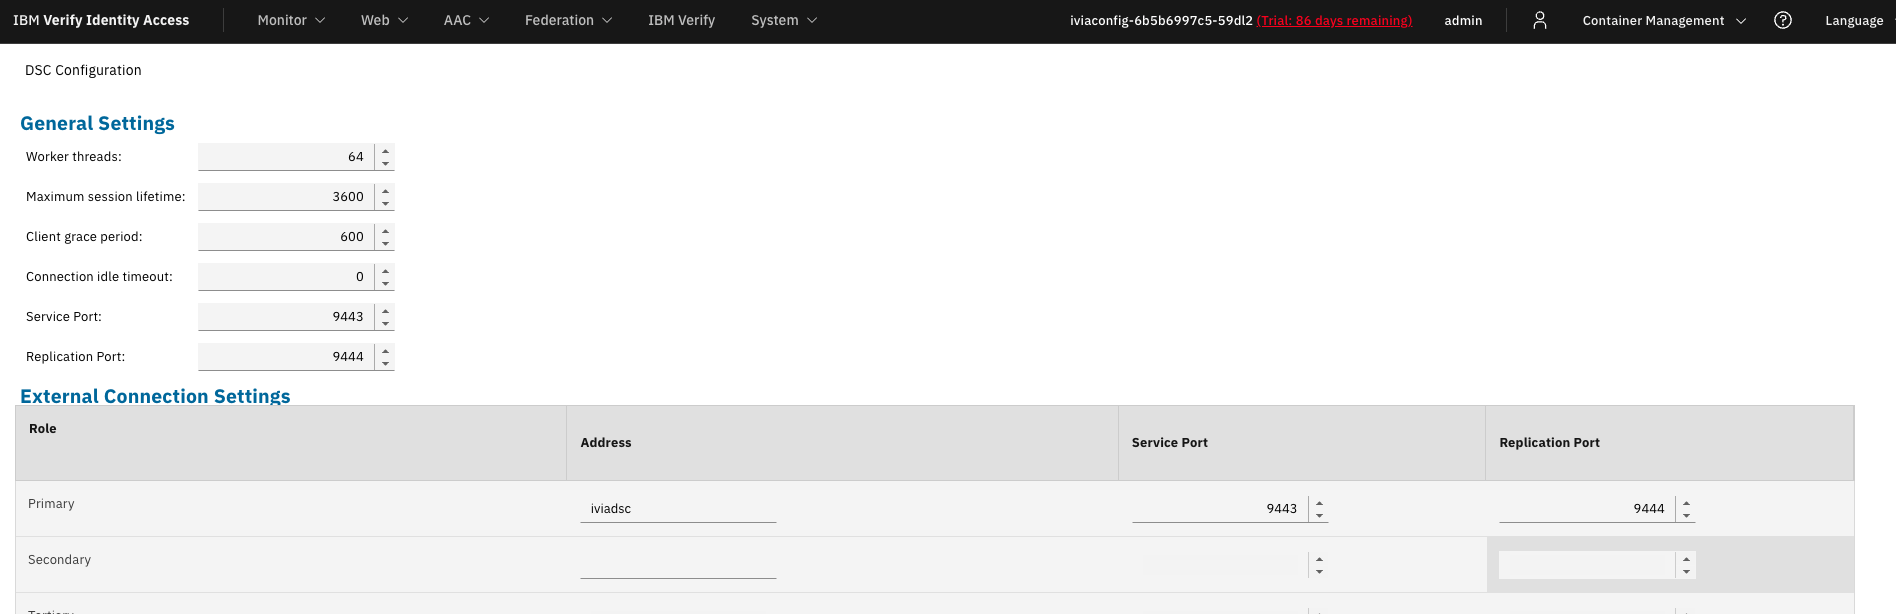 IBM Verify Identity Access Monitor Web AAC Federation IBM Verify System iviaconfig-6b5b6997c5-59dl2 (Trial: 86 days remaining) admin Container Management Language
DSC Configuration
General Settings
Worker threads: 64
Maximum session lifetime: 3600
Client grace period: 600
Connection idle timeout: 0
Service Port: 9443
Replication Port: 9444
External Connection Settings
Role Address Service Port Replication Port
Primary iviadsc 9443 9444
Secondary